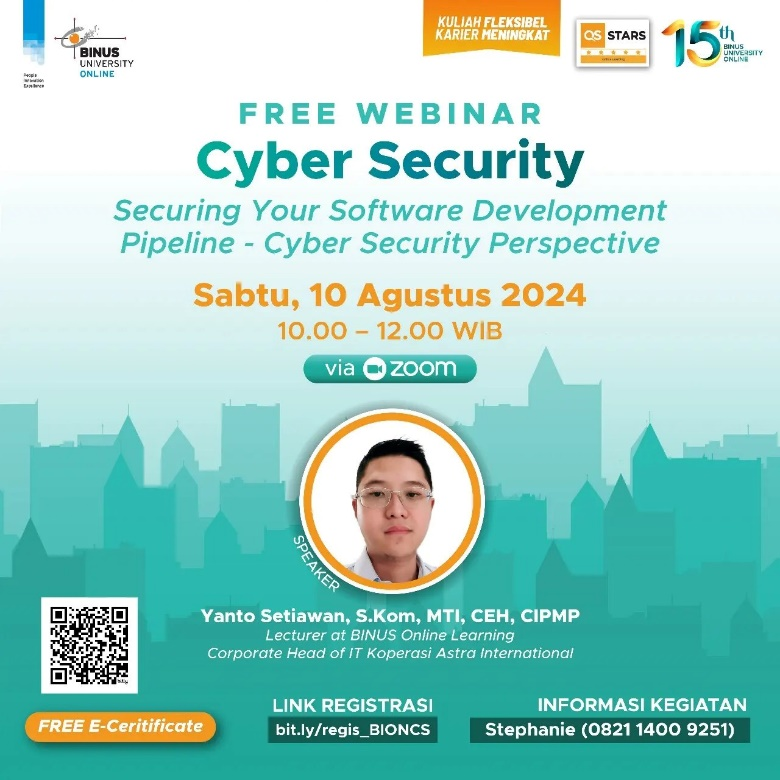 People
Innovation
Excellence
BINUS
UNIVERSITY
ONLINE
KULIAH FLEKSIBEL
KARIER MENINGKAT
QS STARS
Online Learning
15th
BINUS
UNIVERSITY
ONLINE
FREE WEBINAR
Cyber Security
Securing Your Software Development
Pipeline - Cyber Security Perspective
Sabtu, 10 Agustus 2024
10.00 – 12.00 WIB
via zoom
SPEAKER
Yanto Setiawan, S.Kom, MTI, CEH, CIPMP
Lecturer at BINUS Online Learning
Corporate Head of IT Koperasi Astra International
FREE E-Ceritificate
LINK REGISTRASI
bit.ly/regis_BIONCS
INFORMASI KEGIATAN
Stephanie (0821 1400 9251)